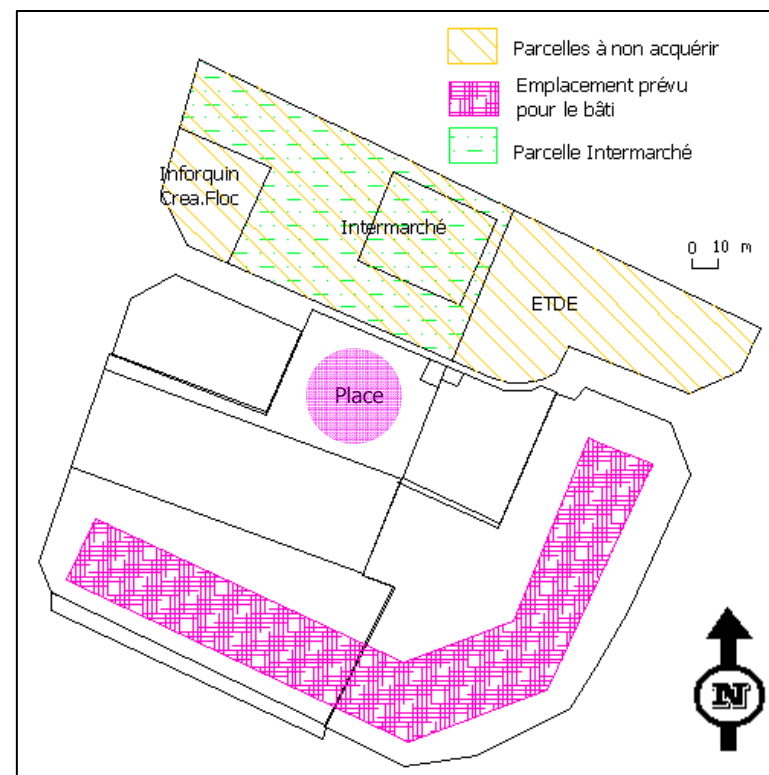 Parcelles à non acquérir
Emplacement prévu
pour le bâti
Parcelle Intermarché
Inforquin
Crea.Floc
Intermarché
0 10 m
ETDE
Place
N